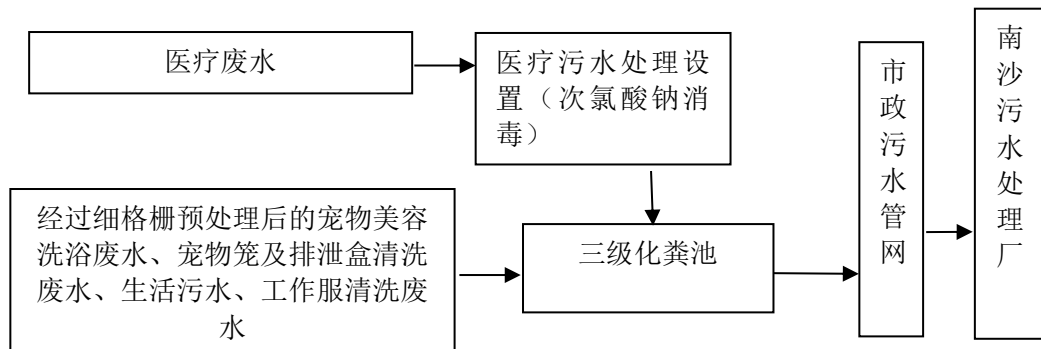 医疗废水
医疗污水处理设
置（次氯酸钠消
毒）
经过细格栅预处理后的宠物美容
洗浴废水、宠物笼及排泄盒清洗
废水、生活污水、工作服清洗废
水
三级化粪池
市政污水管网
南沙污水处理厂